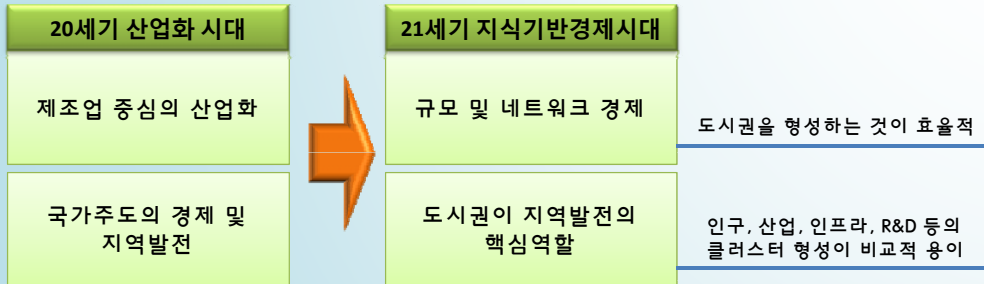 20세기 산업화 시대
21세기 지식기반경제시대
제조업 중심의 산업화
규모 및 네트워크 경제
도시권을 형성하는 것이 효율적
국가주도의 경제 및
지역발전
도시권이 지역발전의
핵심역할
인구, 산업, 인프라, R&D 등의
클러스터 형성이 비교적 용이